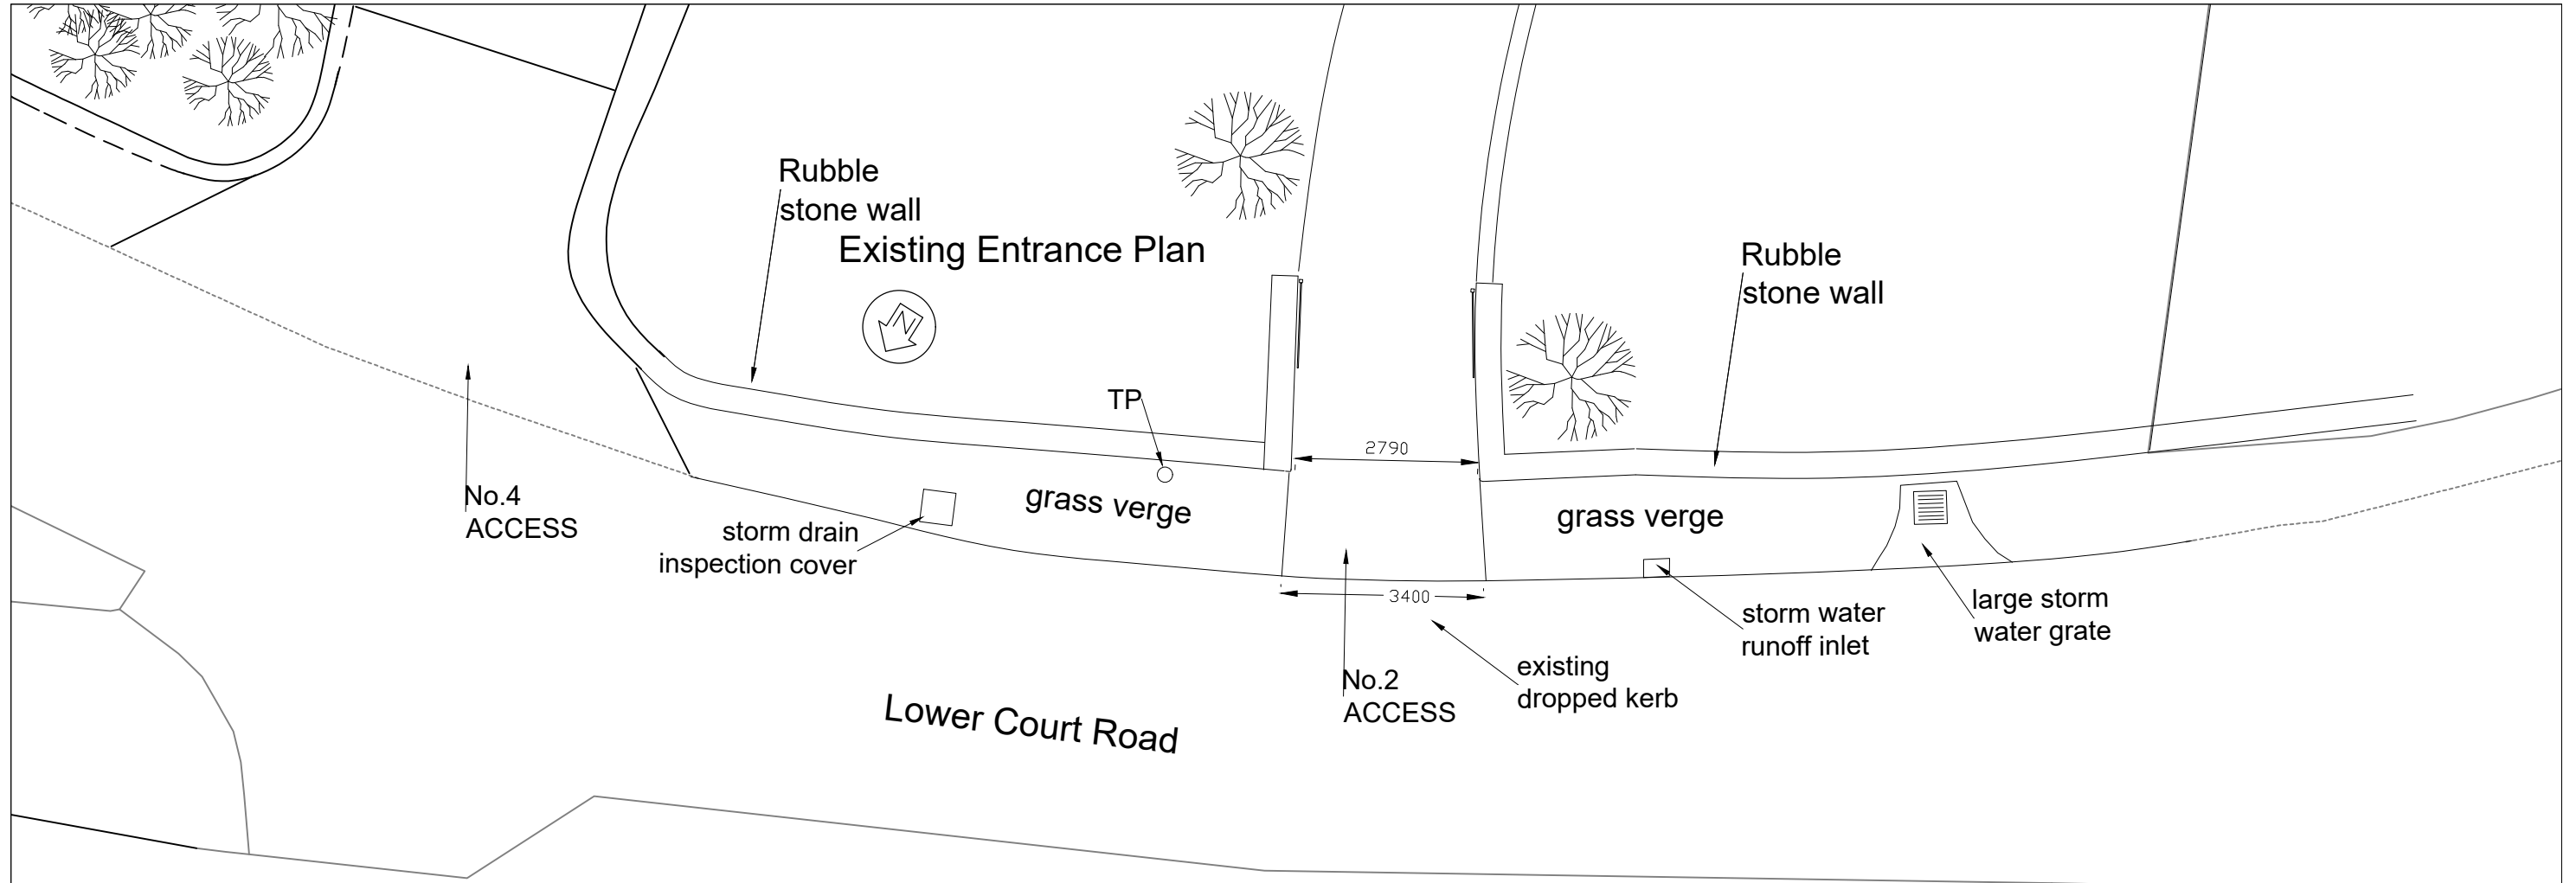 Rubble
stone wall
Existing Entrance Plan
N
Rubble
stone wall
TP
2790
No.4
ACCESS
storm drain
inspection cover
grass verge
grass verge
3400
storm water
runoff inlet
large storm
water grate
existing
dropped kerb
No.2
ACCESS
Lower Court Road